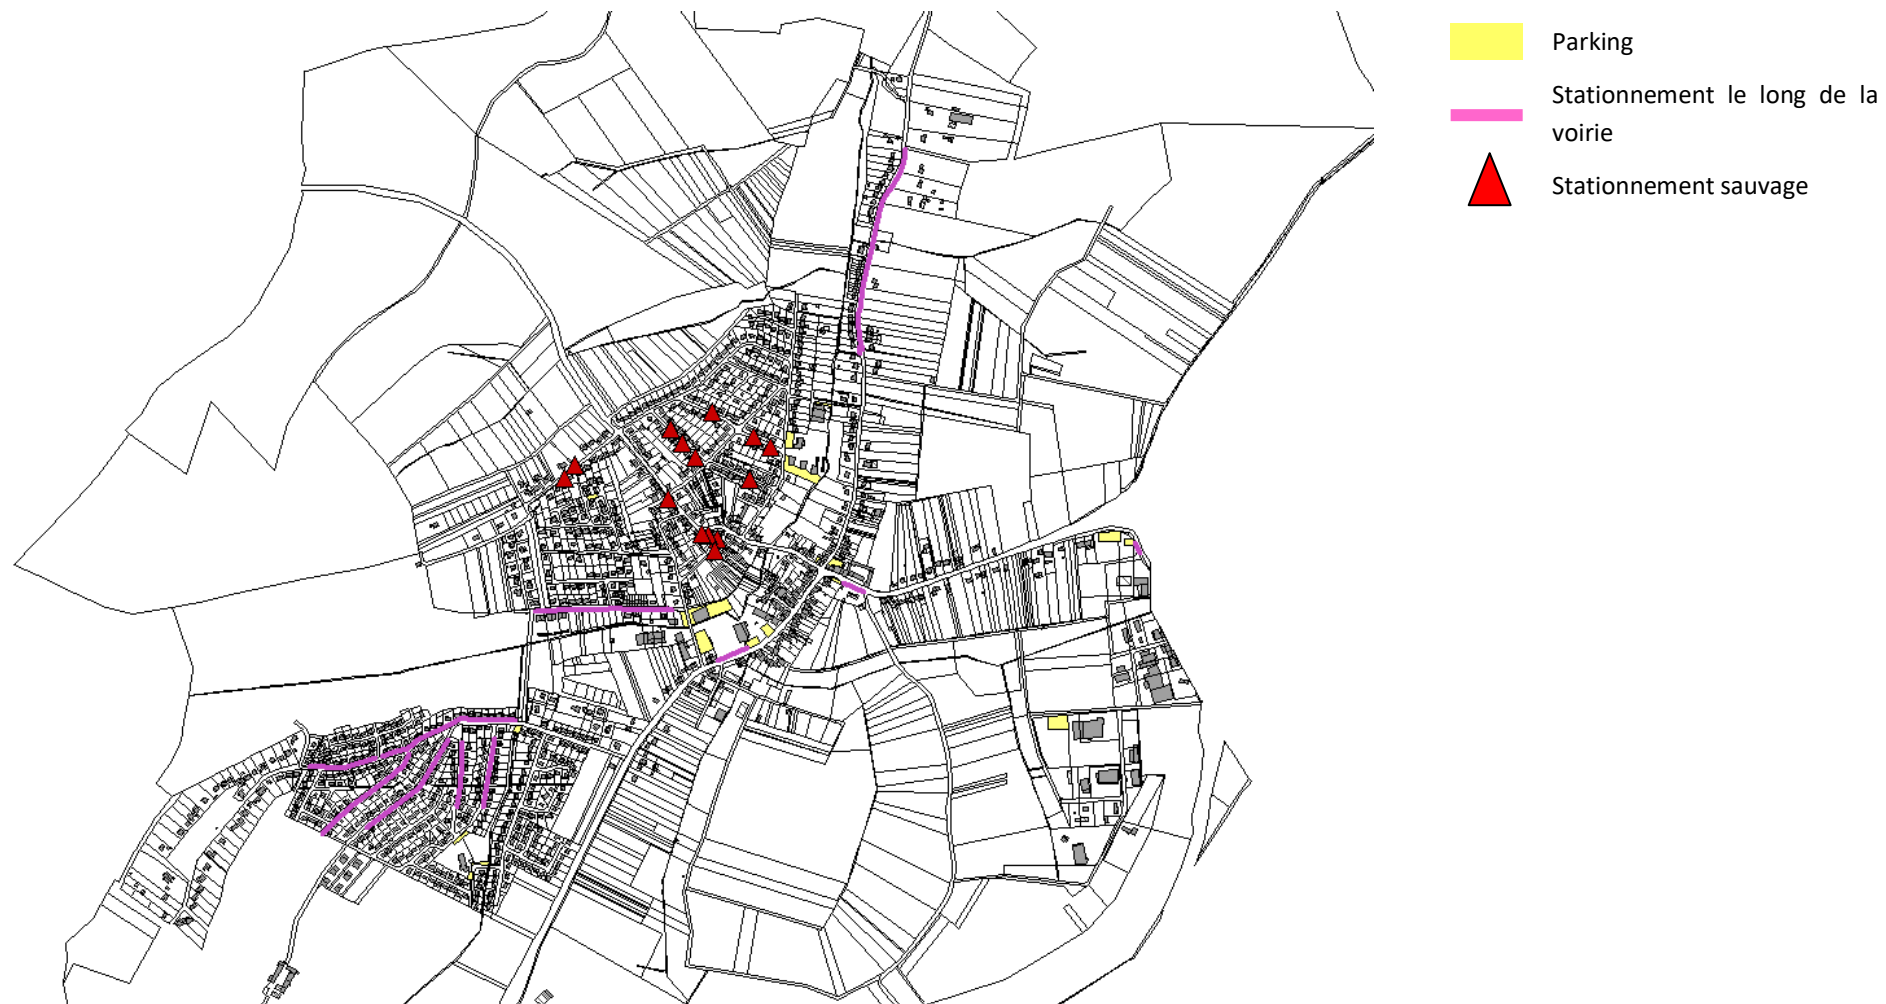 Parking
Stationnement le long de la
voirie
Stationnement sauvage